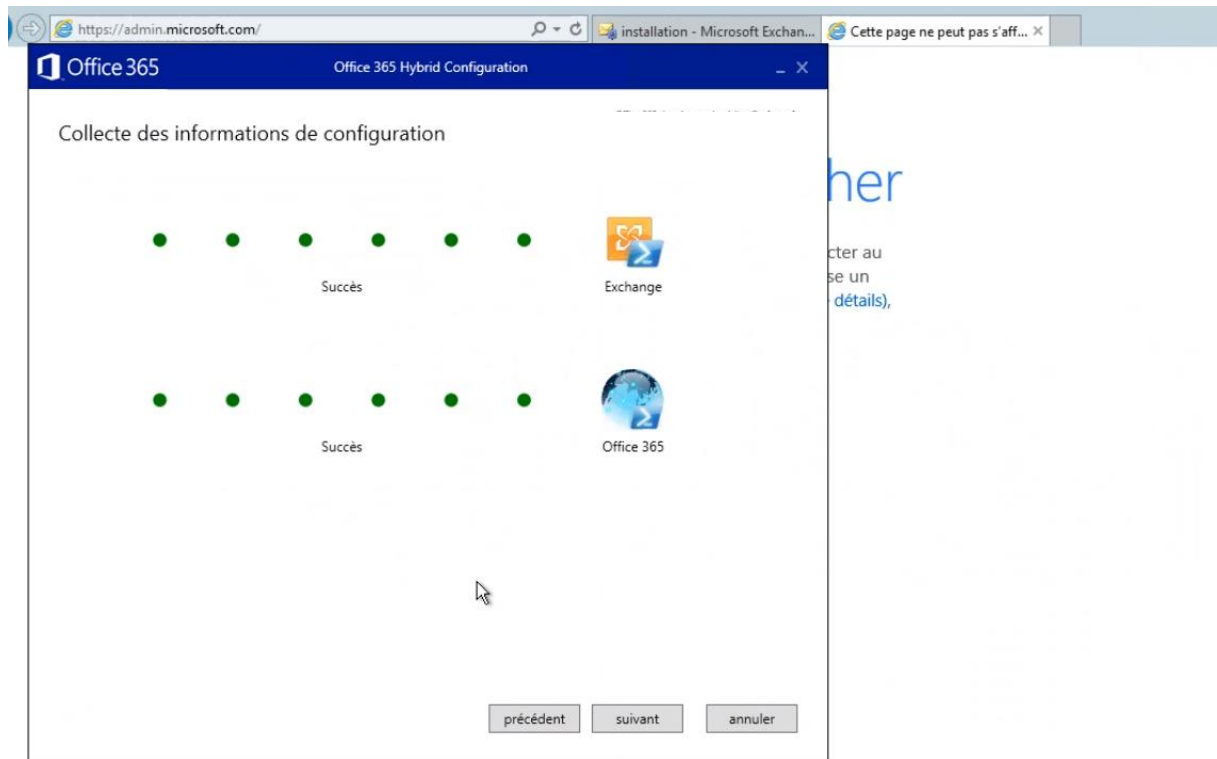 https://admin.microsoft.com/
installation - Microsoft Exchan...
Cette page ne peut pas s'aff...
Office 365
Office 365 Hybrid Configuration
Collecte des informations de configuration
her
Succès
Exchange
cter au
se un
détails),
Succès
Office 365
précédent
suivant
annuler